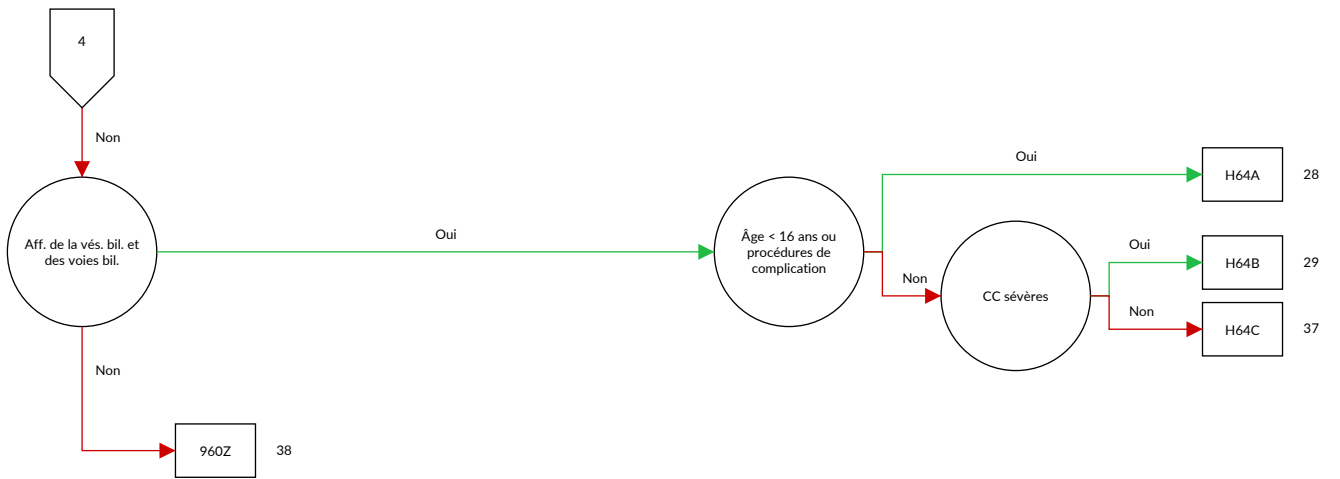 4
Non
Aff. de la vés. bil. et
des voies bil.
Oui
Âge < 16 ans ou
procédures de
complication
Oui
H64A
28
Non
CC sévères
Oui
H64B
29
Non
H64C
37
Non
960Z
38